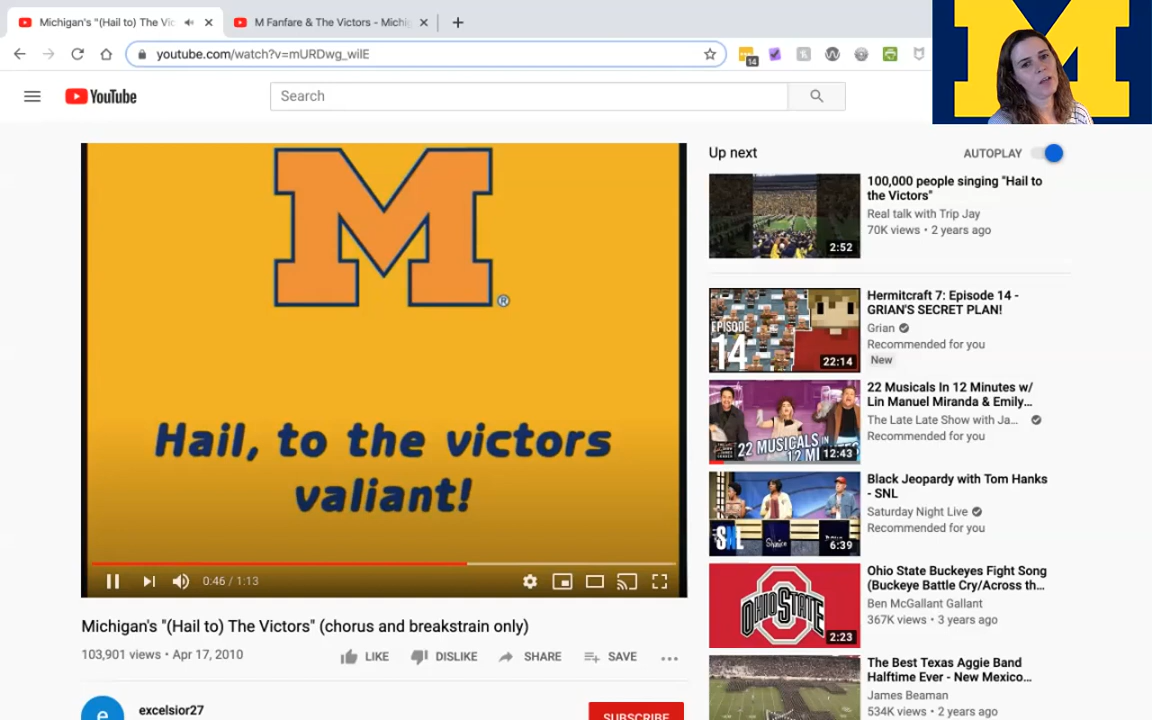 Michigan's "(Hail to) The Vic
M Fanfare & The Victors - Michig
youtube.com/watch?v=mURDwg_wilE
14
M
YouTube
Search
M
®
Hail, to the victors
valiant!
0:46 / 1:13
Michigan's "(Hail to) The Victors" (chorus and breakstrain only)
103,901 views • Apr 17, 2010
LIKE
DISLIKE
SHARE
SAVE
e
excelsior27
SUBSCRIBE
Up next
AUTOPLAY
2:52
100,000 people singing "Hail to
the Victors"
Real talk with Trip Jay
70K views • 2 years ago
EPISODE
14
22:14
Hermitcraft 7: Episode 14 -
GRIAN'S SECRET PLAN!
Grian
Recommended for you
New
22 MUSICALS IN
12 MI
12:43
22 Musicals In 12 Minutes w/
Lin Manuel Miranda & Emily...
The Late Late Show with Ja...
Recommended for you
SNL
6:39
Black Jeopardy with Tom Hanks
- SNL
Saturday Night Live
Recommended for you
OHIO STATE
2:23
Ohio State Buckeyes Fight Song
(Buckeye Battle Cry/Across th...
Ben McGallant Gallant
367K views • 3 years ago
The Best Texas Aggie Band
Halftime Ever - New Mexico...
James Beaman
534K views • 2 years ago